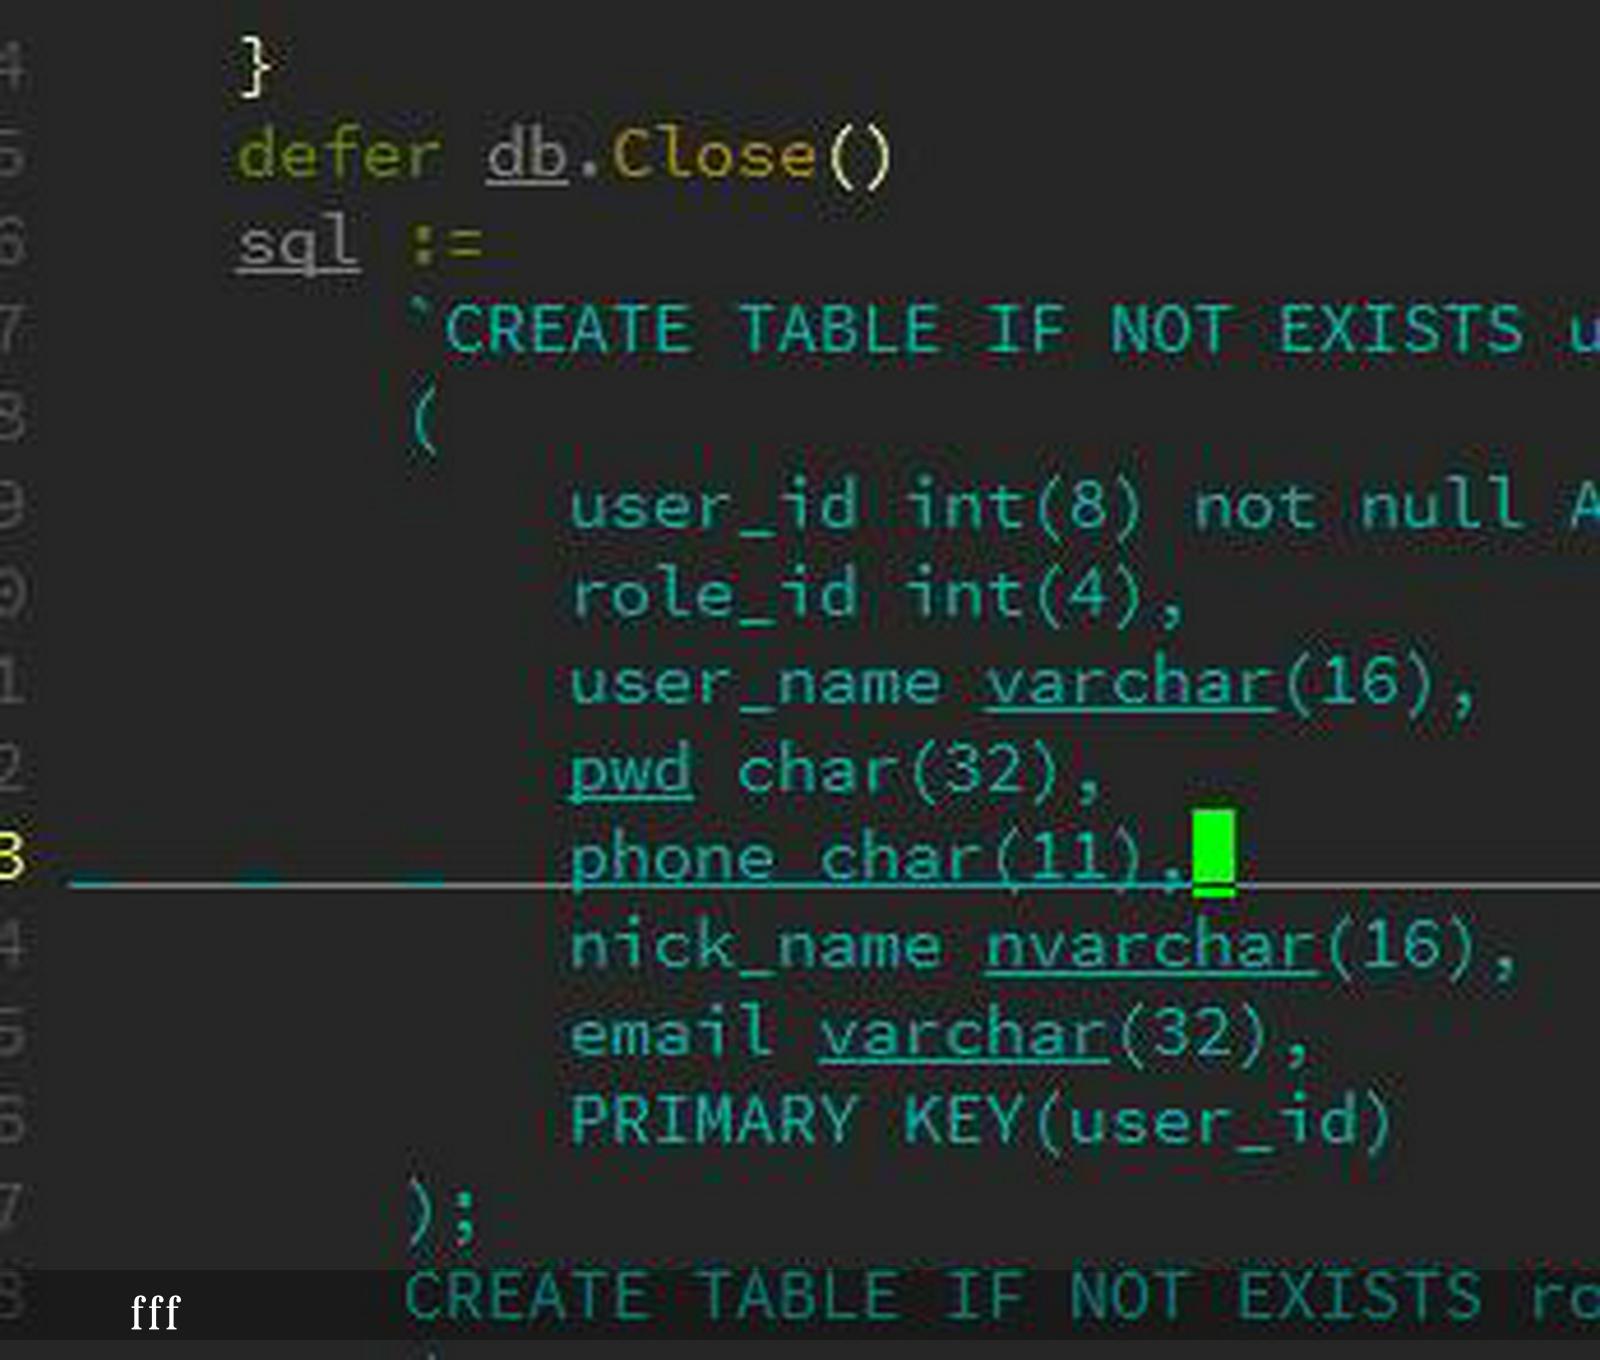 4 }
5 defer db.Close()
6 sql :=
7 `CREATE TABLE IF NOT EXISTS u
8 (
9 user_id int(8) not null A
0 role_id int(4),
1 user_name varchar(16),
2 pwd char(32),
3 phone char(11),
4 nick_name nvarchar(16),
5 email varchar(32),
6 PRIMARY KEY(user_id)
7 );
8 CREATE TABLE IF NOT EXISTS ro
fff